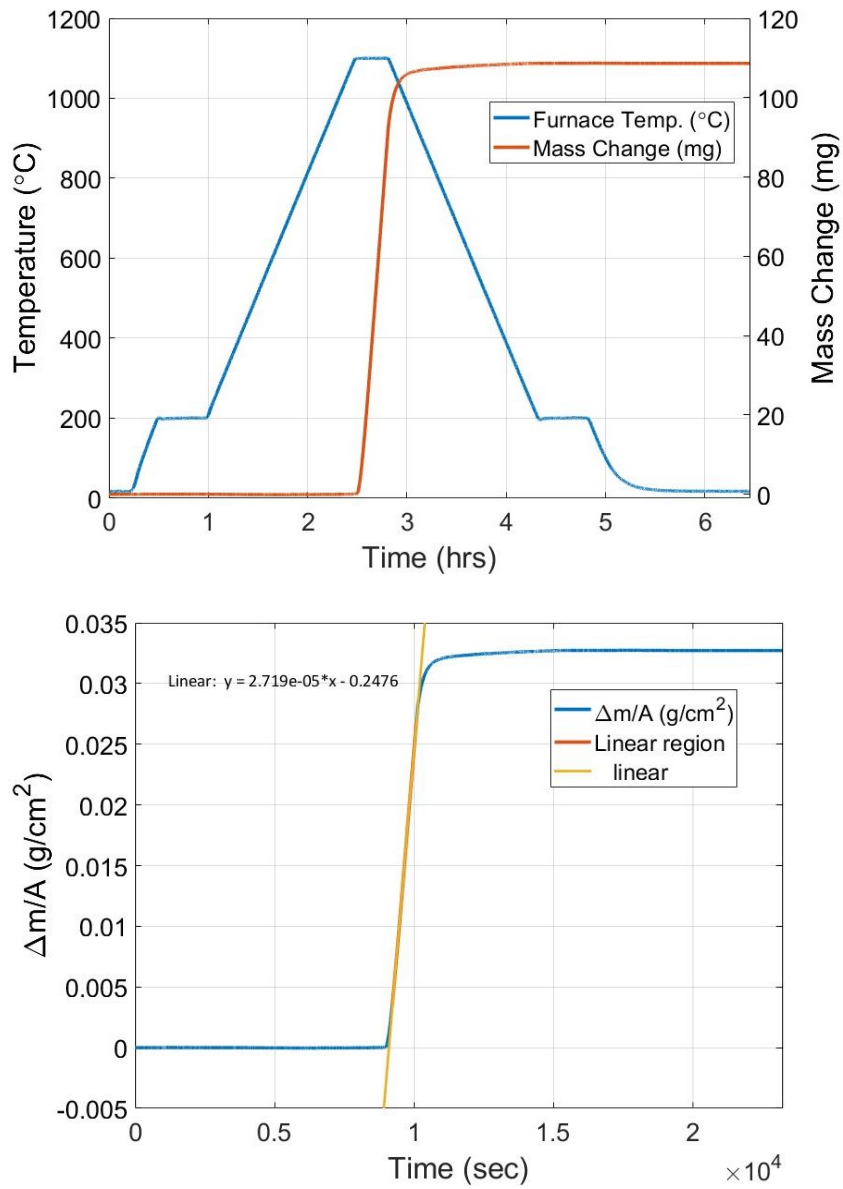 1200
1000
800
600
400
200
0
Temperature (°C)
120
100
80
60
40
20
0
Mass Change (mg)
Furnace Temp. (°C)
Mass Change (mg)
0 1 2 3 4 5 6
Time (hrs)
0.035
0.03
0.025
0.02
0.015
0.01
0.005
0
-0.005
Δm/A (g/cm²)
Linear: y = 2.719e-05*x - 0.2476
Δm/A (g/cm²)
Linear region
linear
0 0.5 1 1.5 2
Time (sec)
×10⁴